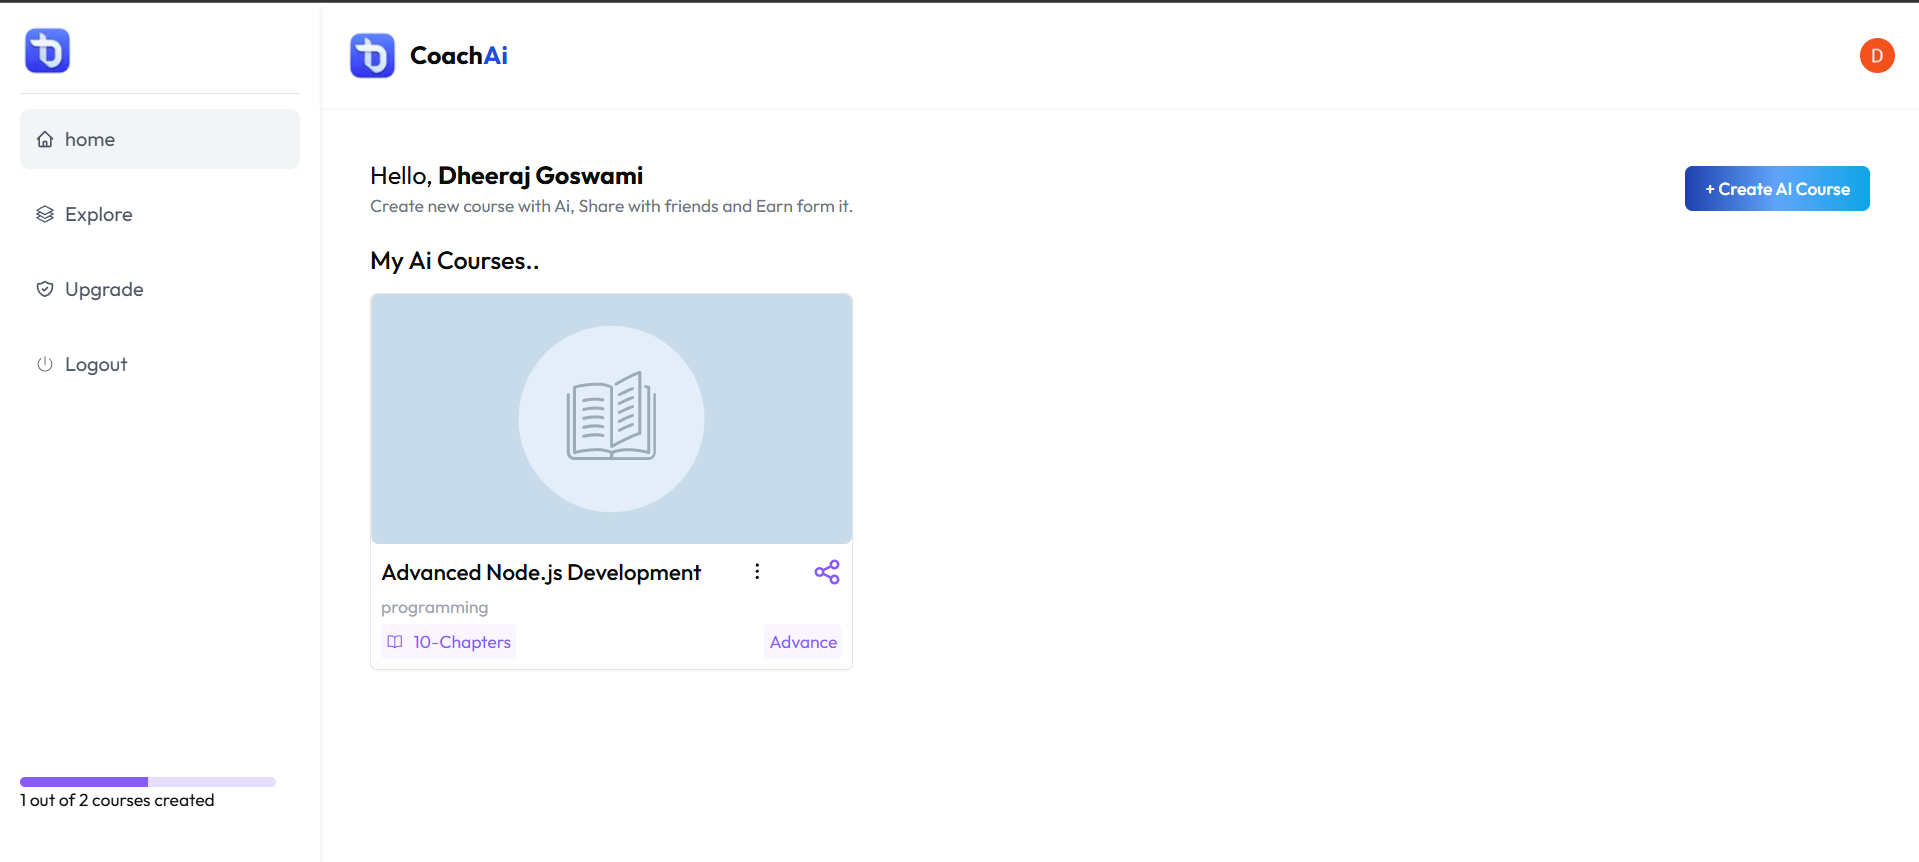 CoachAi
D
home
Explore
Upgrade
Logout
1 out of 2 courses created
Hello, Dheeraj Goswami
Create new course with Ai, Share with friends and Earn form it.
+ Create AI Course
My Ai Courses..
Advanced Node.js Development
programming
10-Chapters
Advance